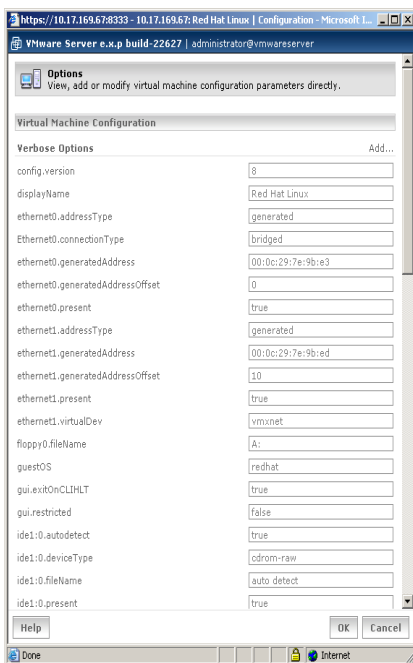 https://10.17.169.67:8333 - 10.17.169.67: Red Hat Linux | Configuration - Microsoft I...
VMware Server e.x.p build-22627 | administrator@vmwareserver
Options
View, add or modify virtual machine configuration parameters directly.
Virtual Machine Configuration
Verbose Options Add...
config.version 8
displayName Red Hat Linux
ethernet0.addressType generated
Ethernet0.connectionType bridged
ethernet0.generatedAddress 00:0c:29:7e:9b:e3
ethernet0.generatedAddressOffset 0
ethernet0.present true
ethernet1.addressType generated
ethernet1.generatedAddress 00:0c:29:7e:9b:ed
ethernet1.generatedAddressOffset 10
ethernet1.present true
ethernet1.virtualDev vmxnet
floppy0.fileName A:
guestOS redhat
gui.exitOnCLIHLT true
gui.restricted false
ide1:0.autodetect true
ide1:0.deviceType cdrom-raw
ide1:0.fileName auto detect
ide1:0.present true
Help OK Cancel
Done Internet